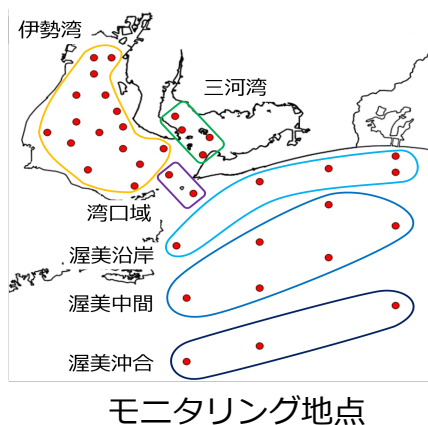 伊勢湾
三河湾
湾口域
渥美沿岸
渥美中間
渥美沖合
モニタリング地点